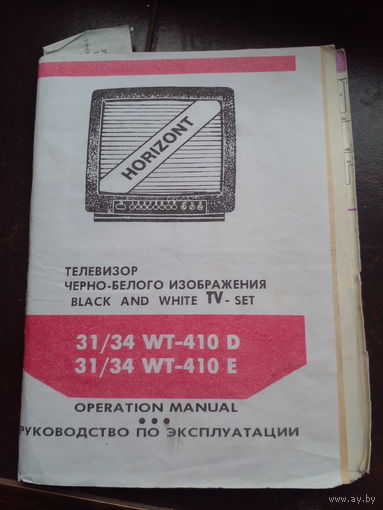 HORIZONT
ТЕЛЕВИЗОР
ЧЕРНО-БЕЛОГО ИЗОБРАЖЕНИЯ
BLACK AND WHITE TV - SET
31/34 WT-410 D
31/34 WT-410 E
OPERATION MANUAL
РУКОВОДСТВО ПО ЭКСПЛУАТАЦИИ
www.ay.by